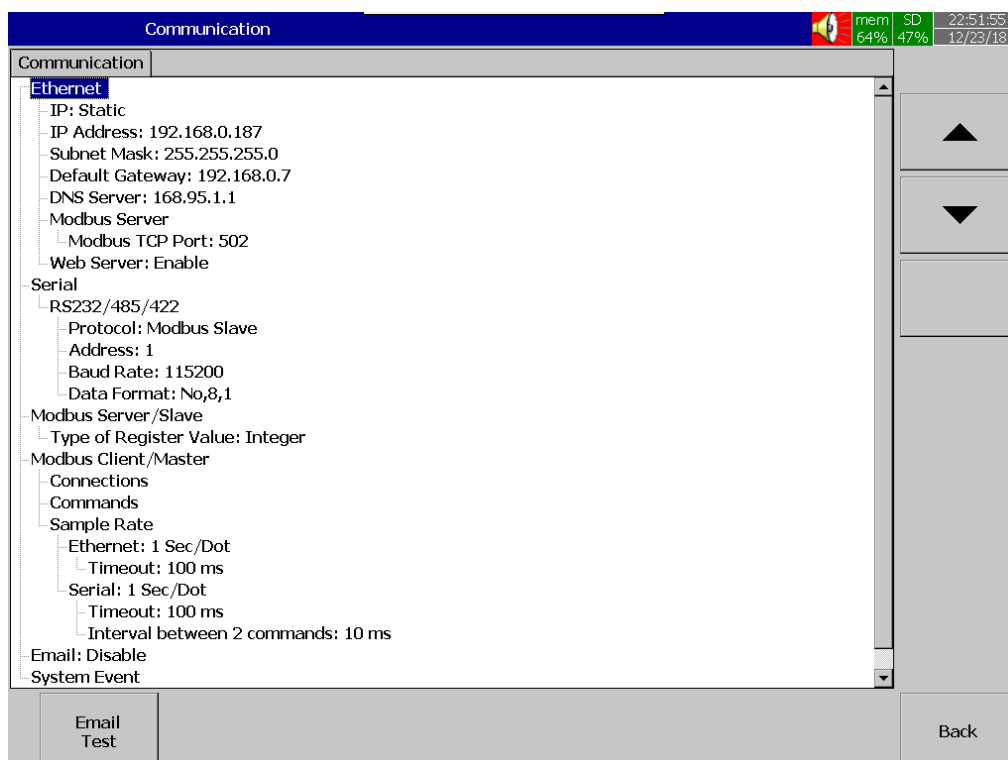 Communication
mem SD 22:51:55
64% 47% 12/23/18
Communication
Ethernet
IP: Static
IP Address: 192.168.0.187
Subnet Mask: 255.255.255.0
Default Gateway: 192.168.0.7
DNS Server: 168.95.1.1
Modbus Server
Modbus TCP Port: 502
Web Server: Enable
Serial
RS232/485/422
Protocol: Modbus Slave
Address: 1
Baud Rate: 115200
Data Format: No,8,1
Modbus Server/Slave
Type of Register Value: Integer
Modbus Client/Master
Connections
Commands
Sample Rate
Ethernet: 1 Sec/Dot
Timeout: 100 ms
Serial: 1 Sec/Dot
Timeout: 100 ms
Interval between 2 commands: 10 ms
Email: Disable
System Event
Email
Test
Back